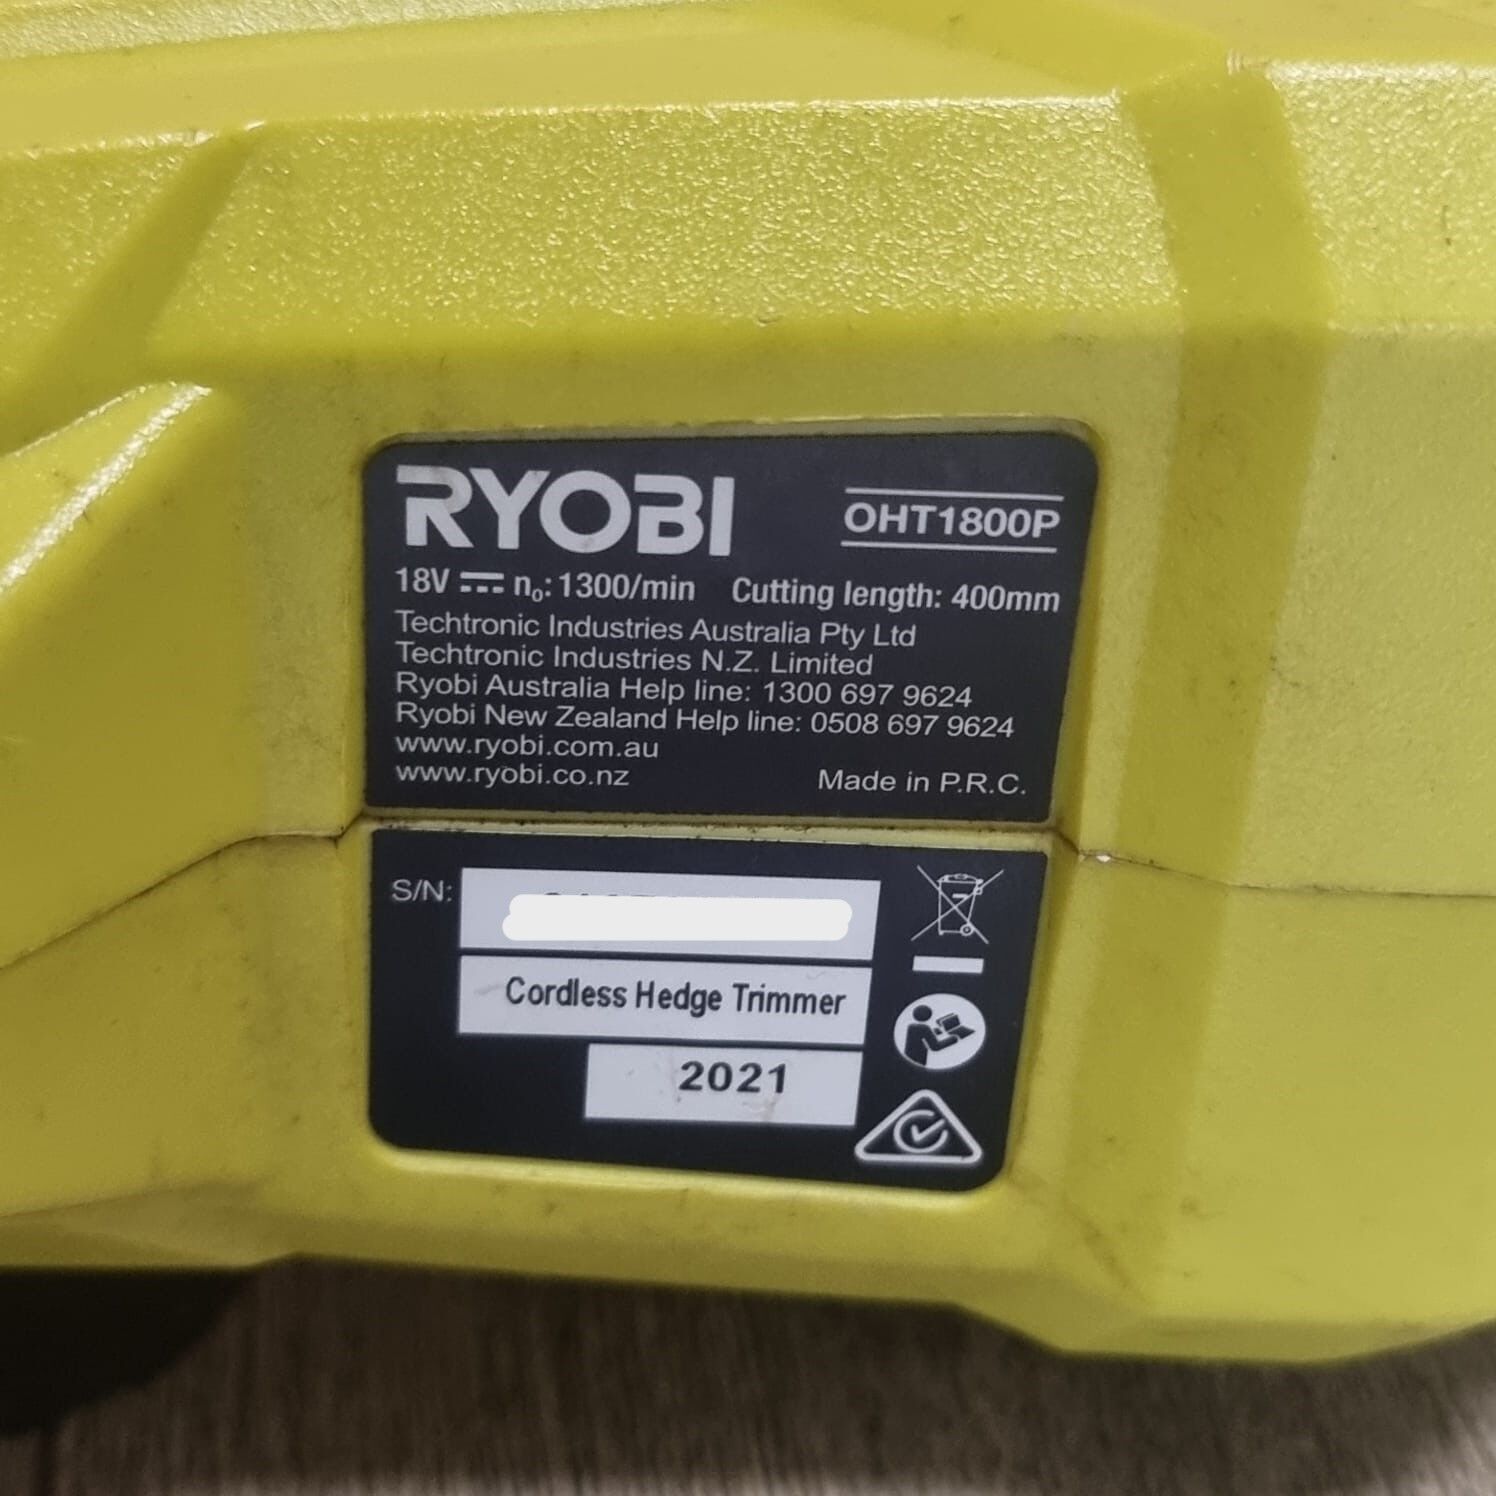 RYOBI OHT1800P
18V n₀: 1300/min Cutting length: 400mm
Techtronic Industries Australia Pty Ltd
Techtronic Industries N.Z. Limited
Ryobi Australia Help line: 1300 697 9624
Ryobi New Zealand Help line: 0508 697 9624
www.ryobi.com.au
www.ryobi.co.nz Made in P.R.C.
S/N:
Cordless Hedge Trimmer
2021